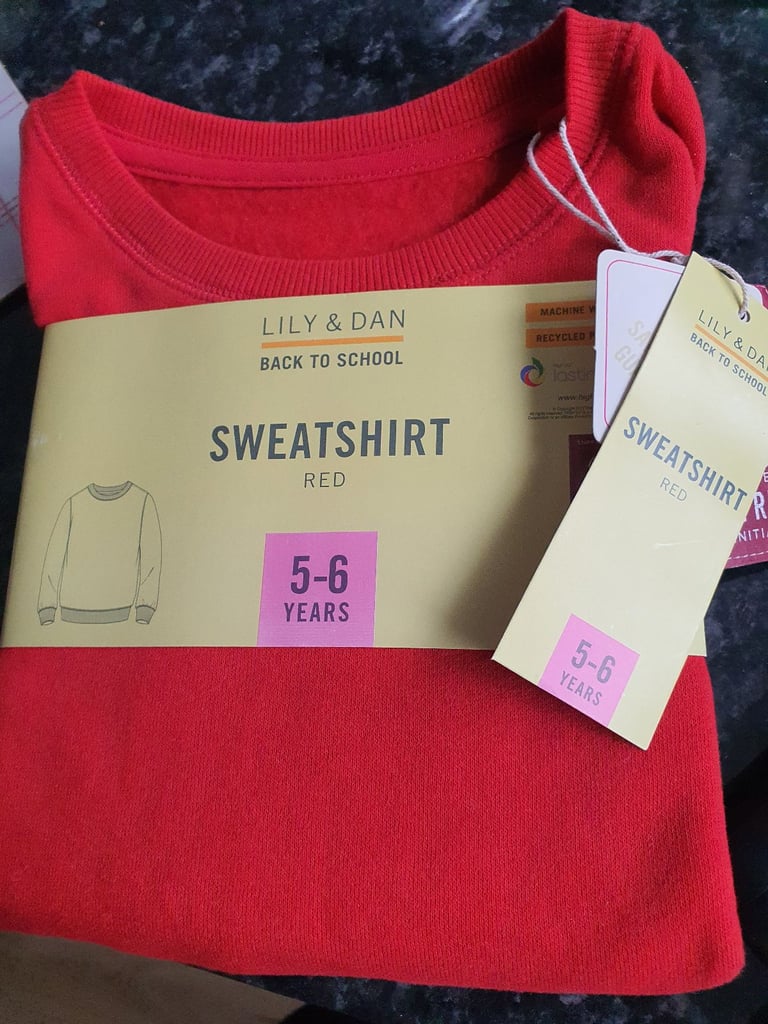 LILY & DAN
BACK TO SCHOOL
SWEATSHIRT
RED
5-6
YEARS
MACHINE
RECYCLED
LILY & DAN
BACK TO SCHOOL
SWEATSHIRT
RED
5-6
YEARS